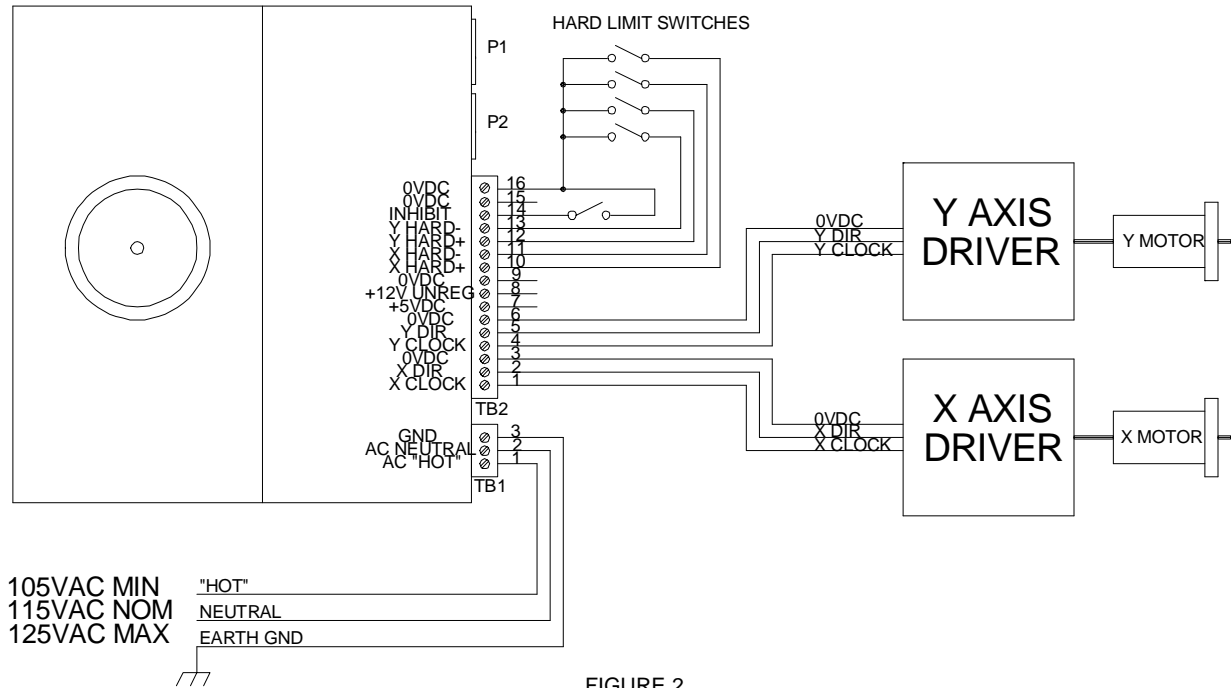 HARD LIMIT SWITCHES
P1
P2
0VDC 16
0VDC 15
INHIBIT 14
Y HARD- 13
Y HARD+ 12
X HARD- 11
X HARD+ 10
0VDC 9
+12V UNREG 8
+5VDC 7
0VDC 6
Y DIR 5
Y CLOCK 4
0VDC 3
X DIR 2
X CLOCK 1
TB2
GND 3
AC NEUTRAL 2
AC "HOT" 1
TB1
0VDC
Y DIR
Y CLOCK
Y AXIS
DRIVER
Y MOTOR
0VDC
X DIR
X CLOCK
X AXIS
DRIVER
X MOTOR
105VAC MIN "HOT"
115VAC NOM NEUTRAL
125VAC MAX EARTH GND
FIGURE 2